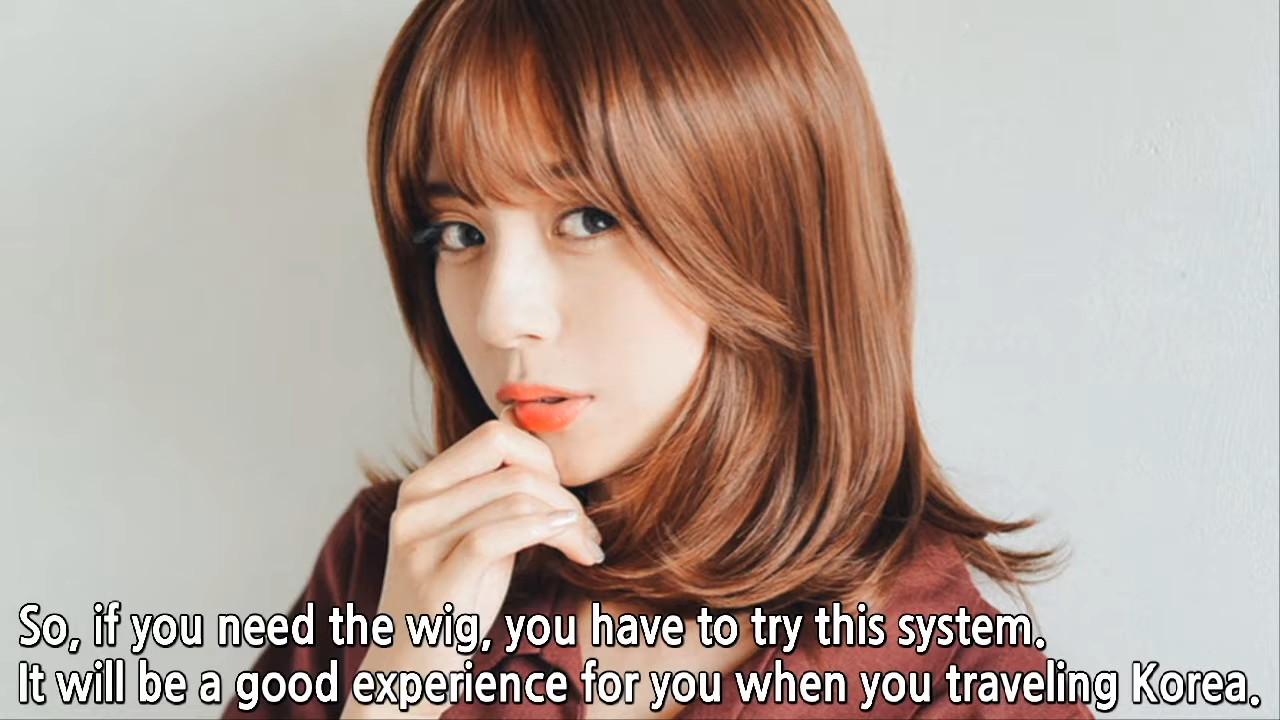 So, if you need the wig, you have to try this system.
It will be a good experience for you when you traveling Korea.